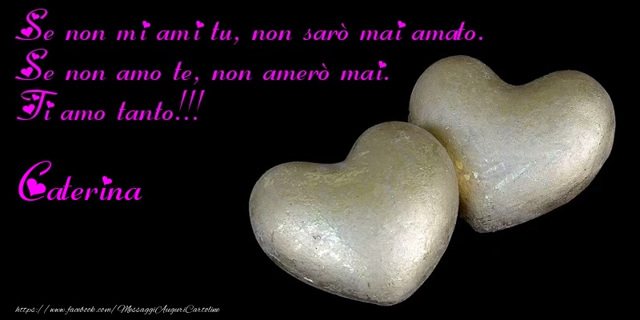 Se non mi ami tu, non sarò mai amato.
Se non amo te, non amerò mai.
Ti amo tanto!!!
Caterina
https://www.facebook.com/MessaggiAuguriCartoline